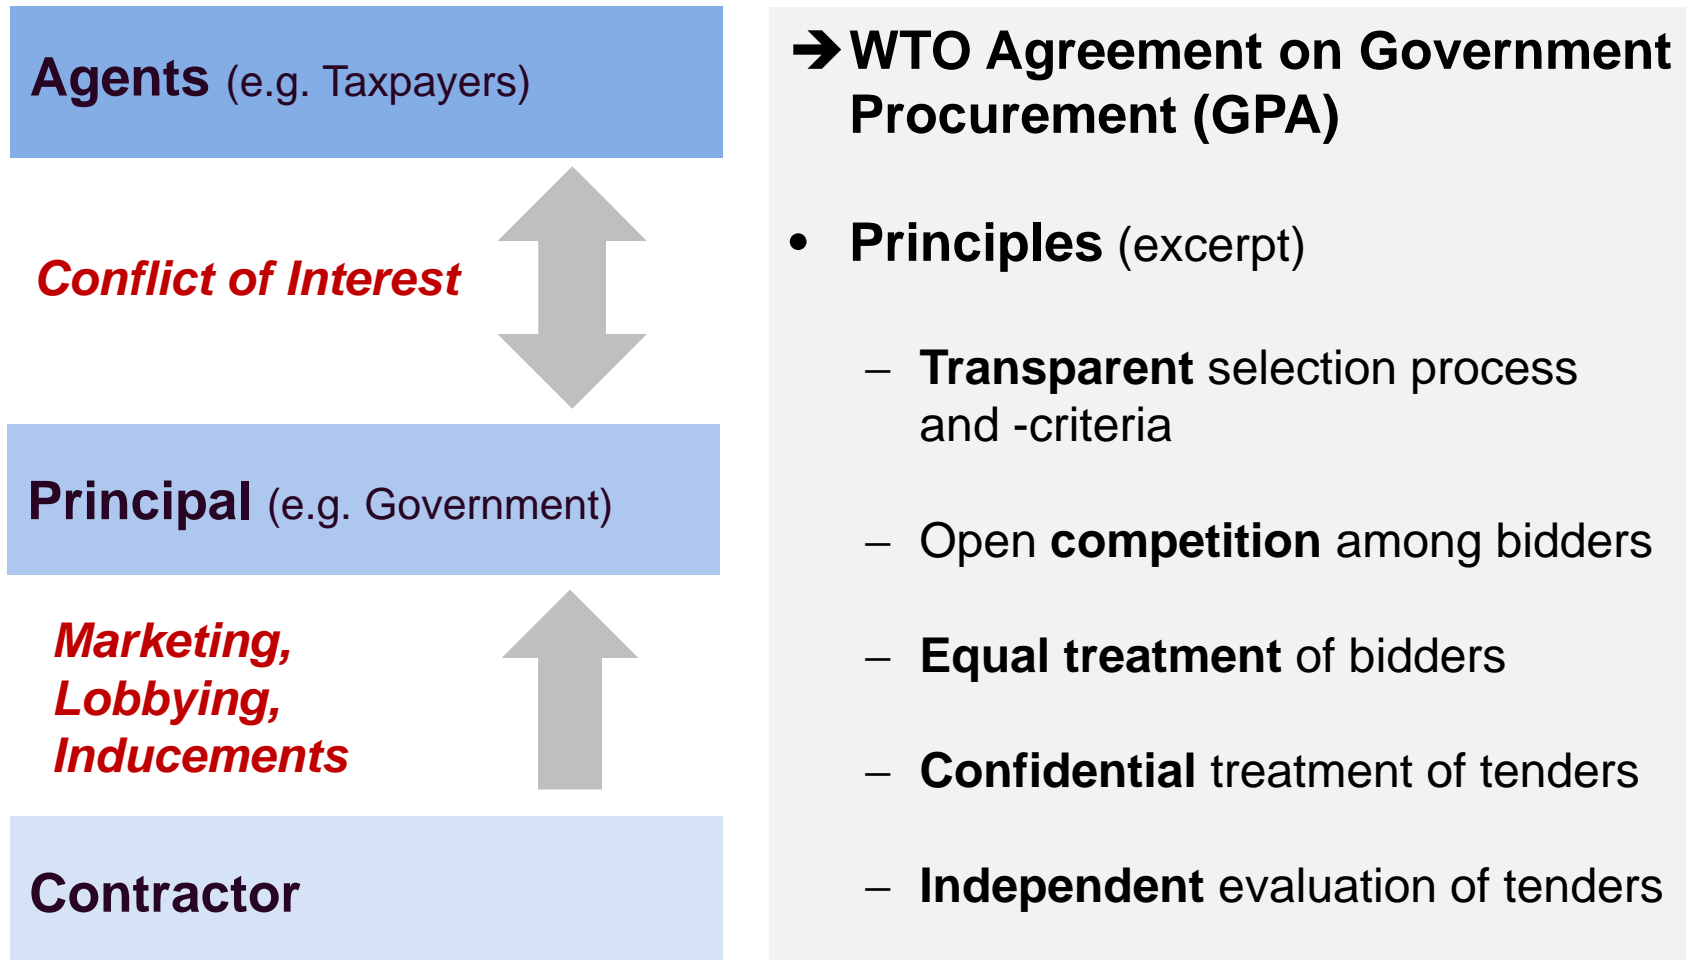 Agents (e.g. Taxpayers)
Conflict of Interest
Principal (e.g. Government)
Marketing,
Lobbying,
Inducements
Contractor
➔ WTO Agreement on Government
Procurement (GPA)
• Principles (excerpt)
– Transparent selection process
and -criteria
– Open competition among bidders
– Equal treatment of bidders
– Confidential treatment of tenders
– Independent evaluation of tenders